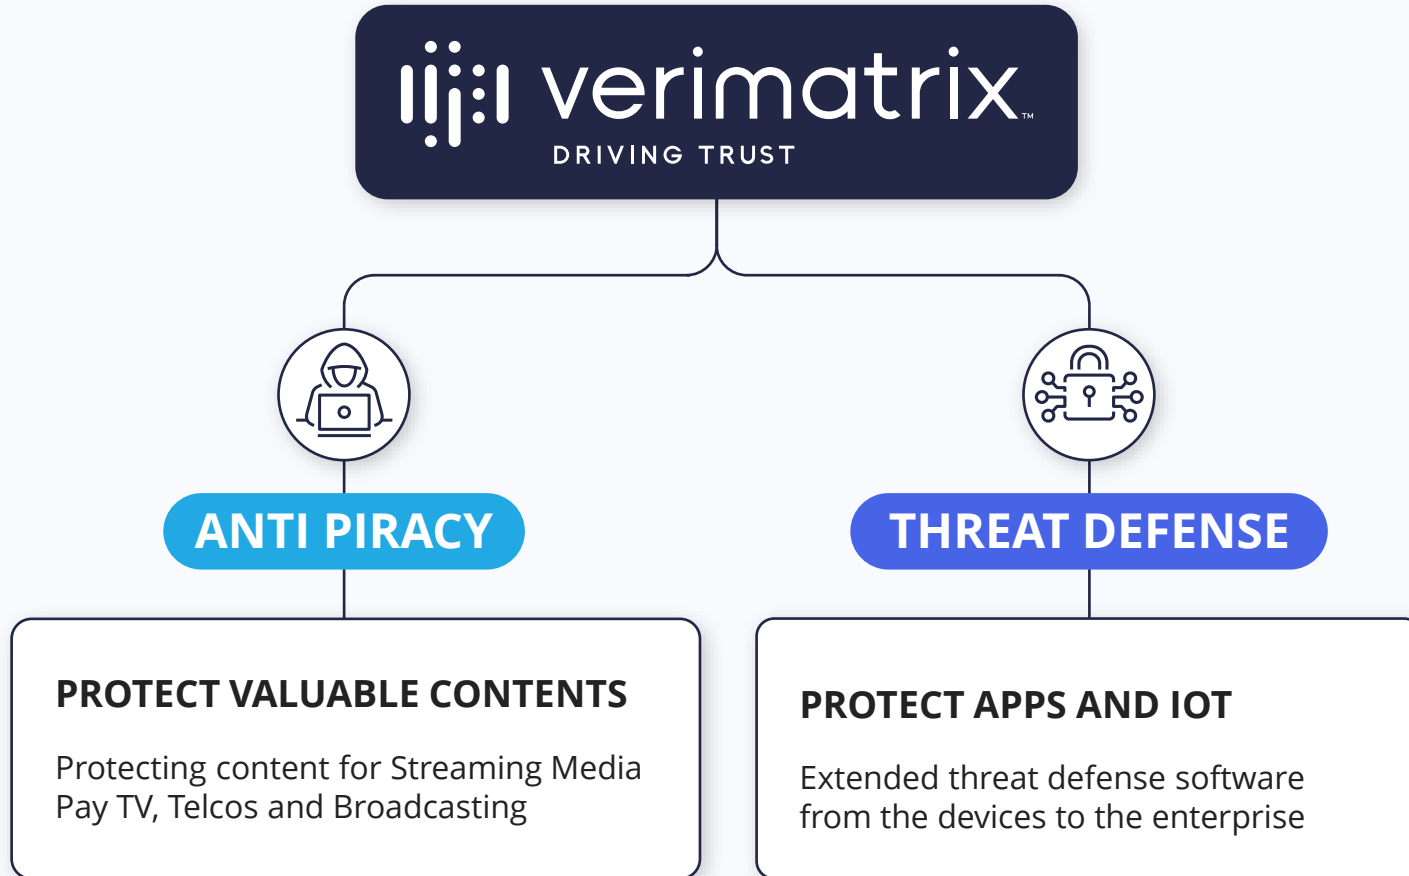 verimatrix™
DRIVING TRUST
ANTI PIRACY
THREAT DEFENSE
PROTECT VALUABLE CONTENTS
Protecting content for Streaming Media
Pay TV, Telcos and Broadcasting
PROTECT APPS AND IOT
Extended threat defense software
from the devices to the enterprise